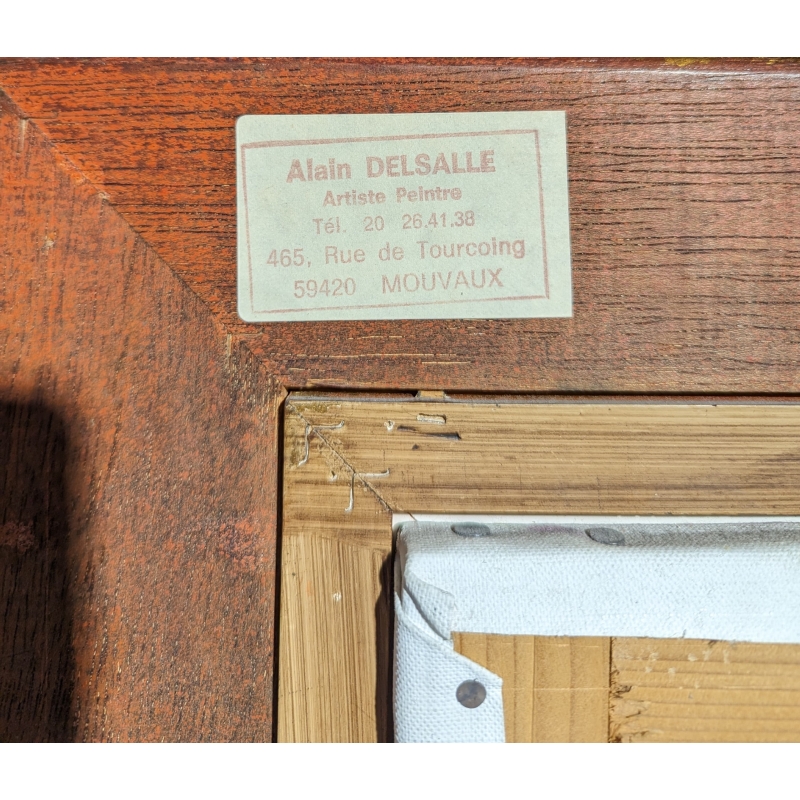 Alain DELSALLE
Artiste Peintre
Tél. 20 26.41.38
465, Rue de Tourcoing
59420 MOUVAUX